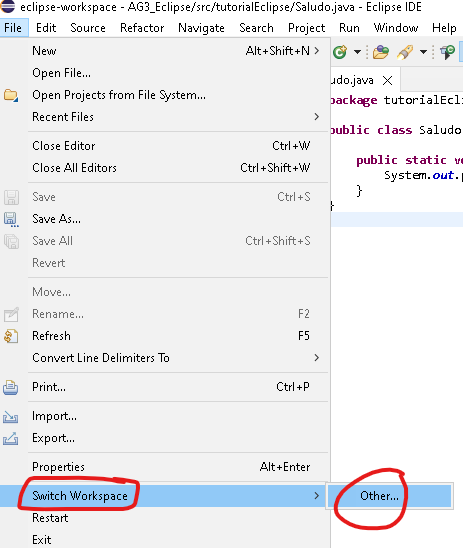 eclipse-workspace - AG3_Eclipse/src/tutorialEclipse/Saludo.java - Eclipse IDE
File Edit Source Refactor Navigate Search Project Run Window Help
New Alt+Shift+N >
Open File...
Open Projects from File System...
Recent Files >
Close Editor Ctrl+W
Close All Editors Ctrl+Shift+W
Save Ctrl+S
Save As...
Save All Ctrl+Shift+S
Revert
Move...
Rename... F2
Refresh F5
Convert Line Delimiters To >
Print... Ctrl+P
Import...
Export...
Properties Alt+Enter
Switch Workspace >
Other...
Restart
Exit
udo.java
package tutorialEcl
public class Saludo
public static ve
System.out.p
}
}